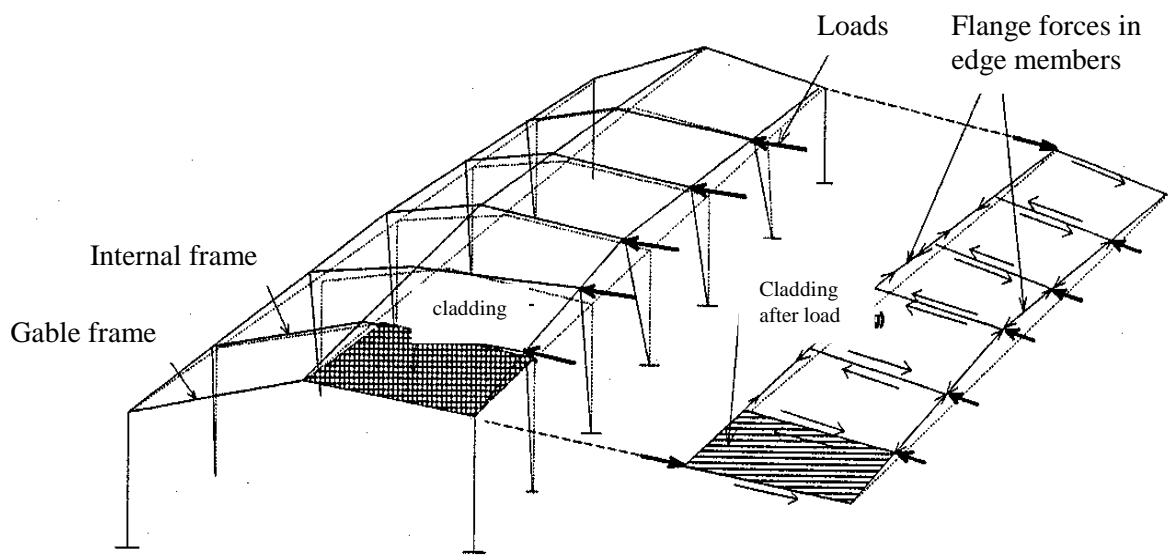 Loads
Flange forces in
edge members
Internal frame
Gable frame
cladding
Cladding
after load